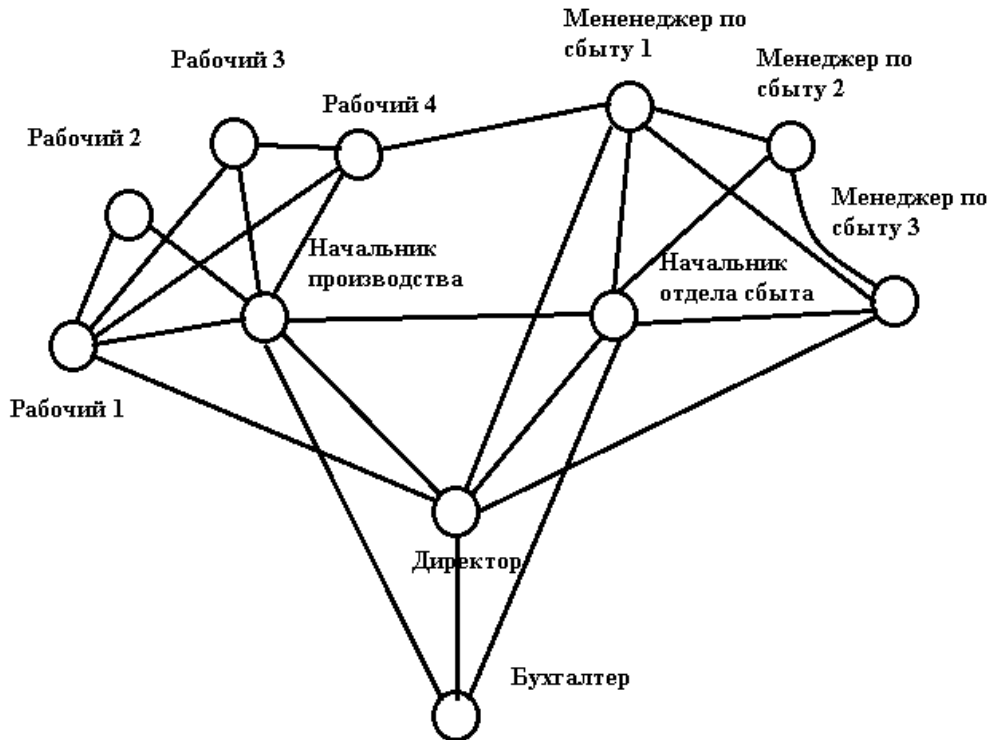 Мененеджер по
сбыту 1
Менеджер по
сбыту 2
Рабочий 3
Рабочий 4
Рабочий 2
Менеджер по
сбыту 3
Начальник
производства
Начальник
отдела сбыта
Рабочий 1
Директор
Бухгалтер